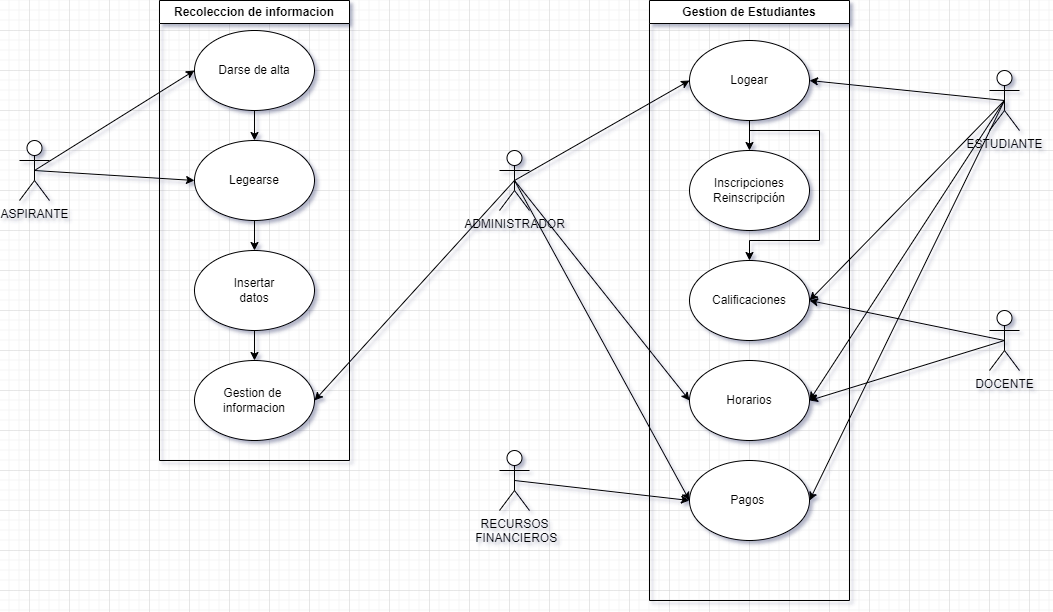 Recoleccion de informacion
Darse de alta
Legearse
Insertar
datos
Gestion de
informacion
ASPIRANTE
ADMINISTRADOR
RECURSOS
FINANCIEROS
Gestion de Estudiantes
Logear
Inscripciones
Reinscripción
Calificaciones
Horarios
Pagos
ESTUDIANTE
DOCENTE